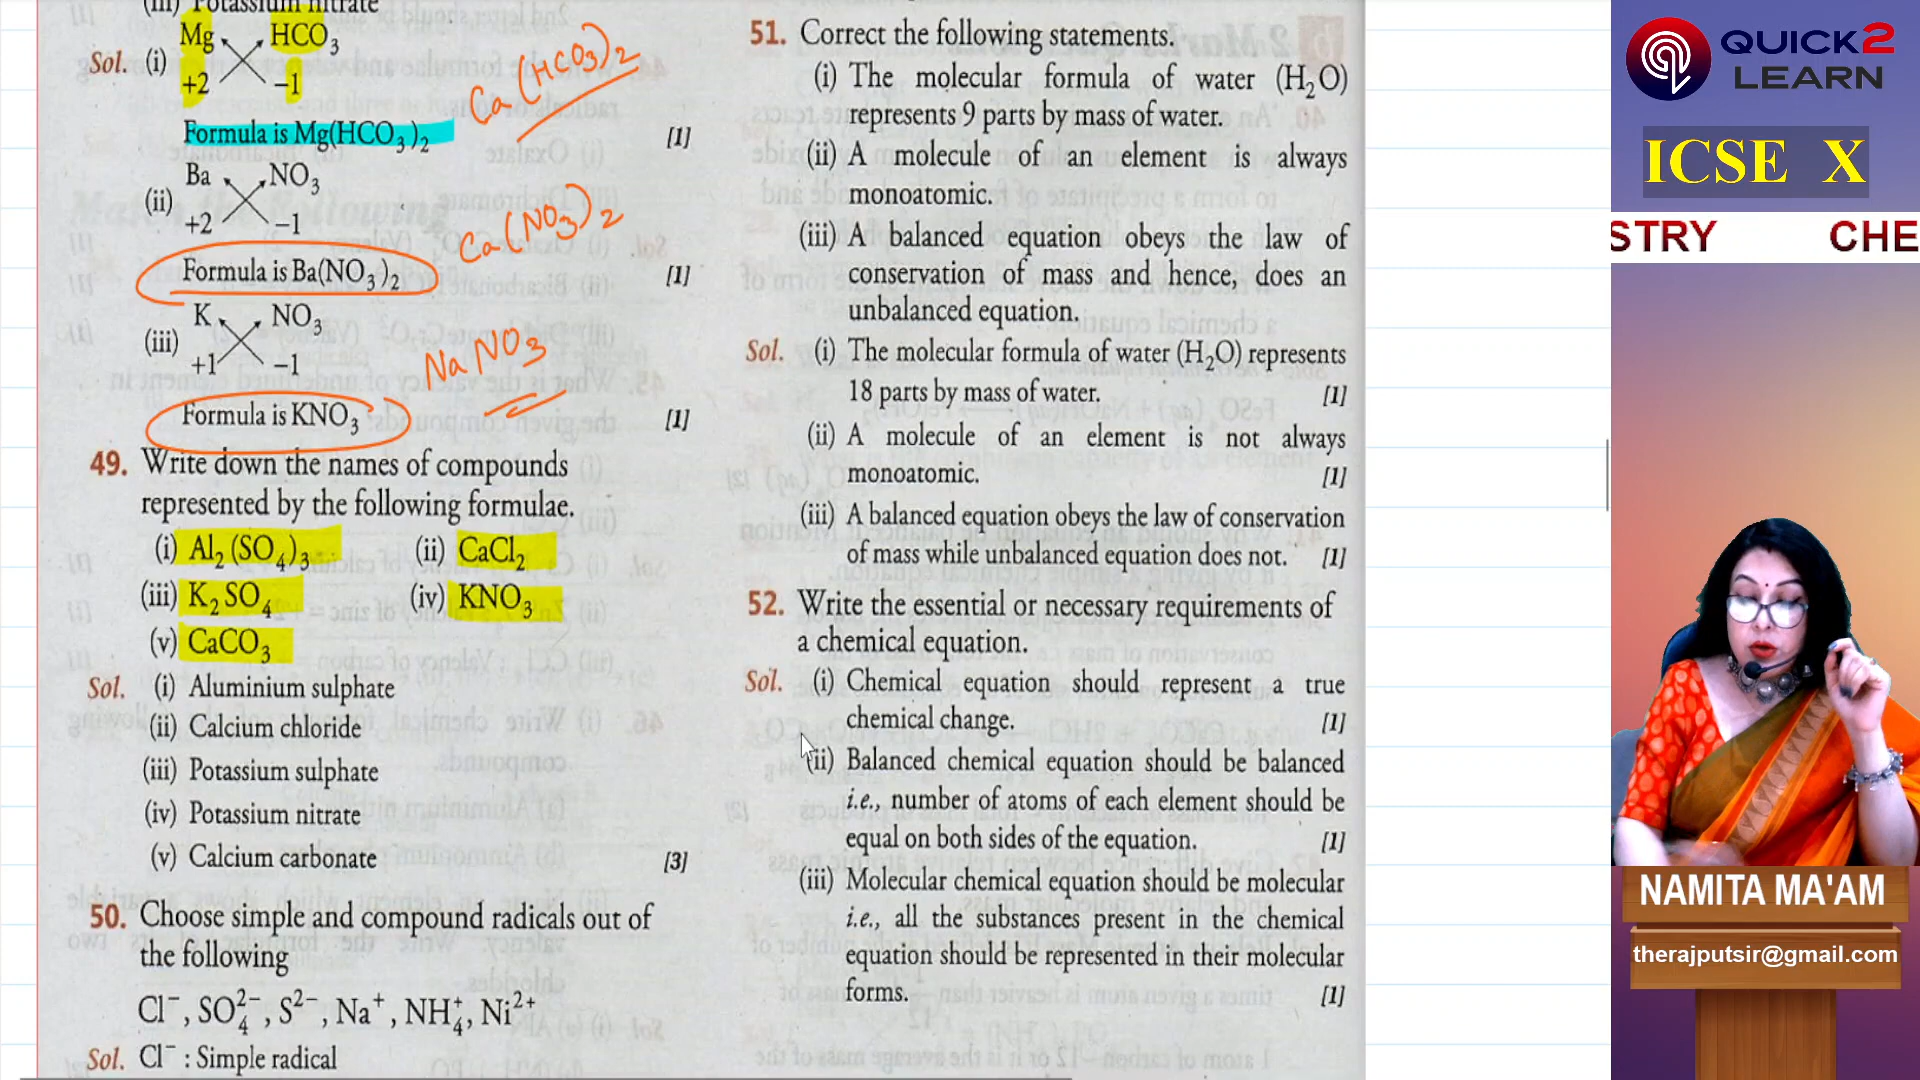 (iii) Potassium nitrate
Sol. (i) Mg HCO₃
+2 −1
Ca(HCO₃)₂
Formula is Mg(HCO₃)₂ [1]
(ii) Ba NO₃
+2 −1
Ca(NO₃)₂
Formula is Ba(NO₃)₂ [1]
(iii) K NO₃
+1 −1
NaNO₃
Formula is KNO₃ [1]
49. Write down the names of compounds
represented by the following formulae.
(i) Al₂(SO₄)₃ (ii) CaCl₂
(iii) K₂SO₄ (iv) KNO₃
(v) CaCO₃
Sol. (i) Aluminium sulphate
(ii) Calcium chloride
(iii) Potassium sulphate
(iv) Potassium nitrate
(v) Calcium carbonate [3]
50. Choose simple and compound radicals out of
the following
Cl⁻, SO₄²⁻, S²⁻, Na⁺, NH₄⁺, Ni²⁺
Sol. Cl⁻ : Simple radical
51. Correct the following statements.
(i) The molecular formula of water (H₂O)
represents 9 parts by mass of water.
(ii) A molecule of an element is always
monoatomic.
(iii) A balanced equation obeys the law of
conservation of mass and hence, does an
unbalanced equation.
Sol. (i) The molecular formula of water (H₂O) represents
18 parts by mass of water. [1]
(ii) A molecule of an element is not always
monoatomic. [1]
(iii) A balanced equation obeys the law of conservation
of mass while unbalanced equation does not. [1]
52. Write the essential or necessary requirements of
a chemical equation.
Sol. (i) Chemical equation should represent a true
chemical change. [1]
(ii) Balanced chemical equation should be balanced
i.e., number of atoms of each element should be
equal on both sides of the equation. [1]
(iii) Molecular chemical equation should be molecular
i.e., all the substances present in the chemical
equation should be represented in their molecular
forms. [1]
QUICK2
LEARN
ICSE X
STRY CHE
NAMITA MA'AM
therajputsir@gmail.com